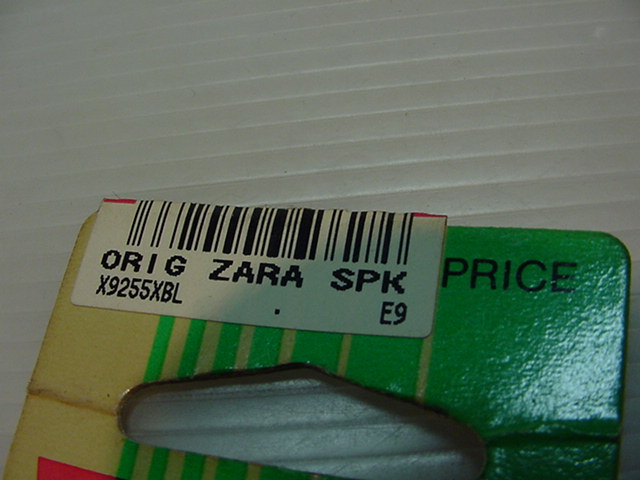 ORIG ZARA SPK
X9255XBL
E9
PRICE